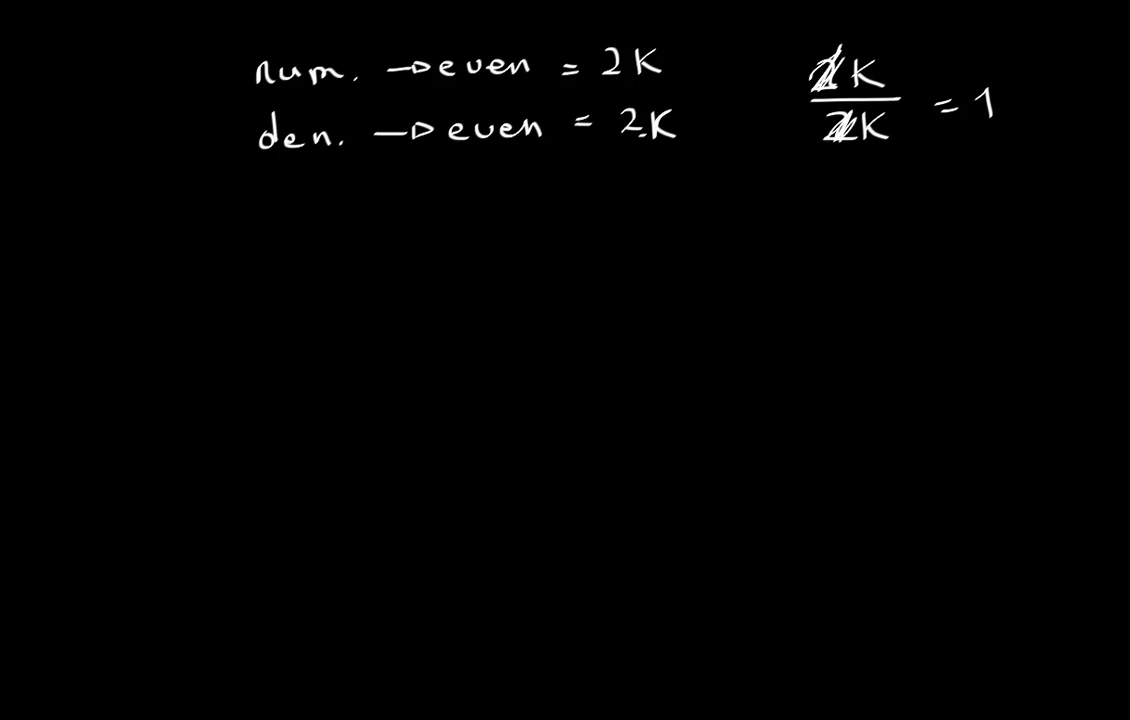 num. → even = 2K
den. → even = 2K
2K
2K
= 1